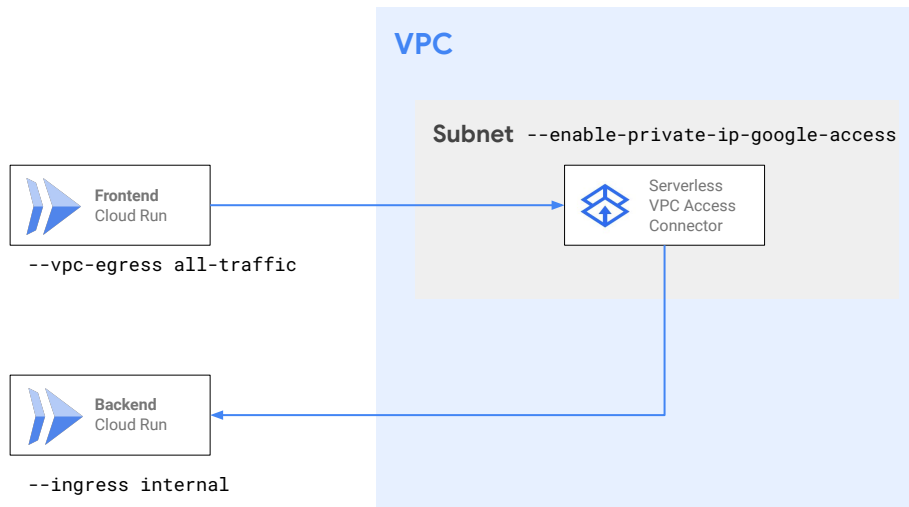 VPC
Subnet --enable-private-ip-google-access
Frontend
Cloud Run
Serverless
VPC Access
Connector
--vpc-egress all-traffic
Backend
Cloud Run
--ingress internal